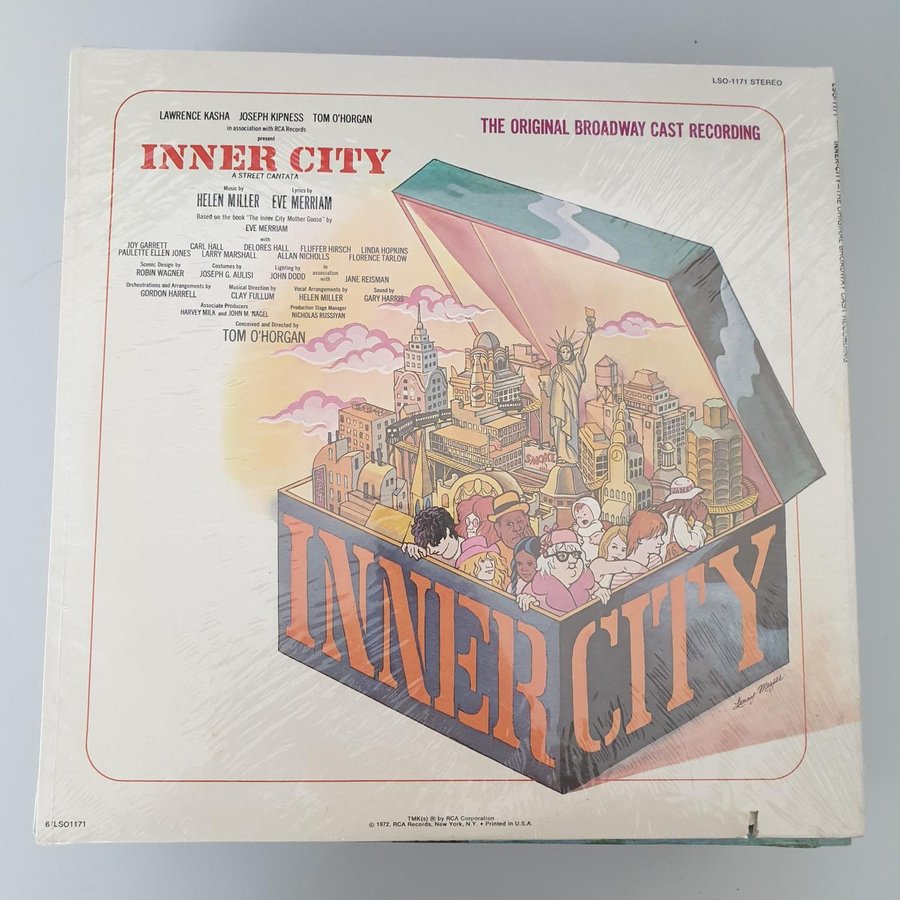 LSO-1171 STEREO
LAWRENCE KASHA JOSEPH KIPNESS TOM O'HORGAN
in association with RCA Records
present
INNER CITY
A STREET CANTATA
THE ORIGINAL BROADWAY CAST RECORDING
Music by Lyrics by
HELEN MILLER EVE MERRIAM
Based on the book "The Inner City Mother Goose" by
EVE MERRIAM
with
JOY GARRETT CARL HALL DELORES HALL FLUFFER HIRSCH LINDA HOPKINS
PAULETTE ELLEN JONES LARRY MARSHALL ALLAN NICHOLLS FLORENCE TARLOW
Scenic Design by Costumes by Lighting by in association with
ROBIN WAGNER JOSEPH G. AULISI JOHN DODD JANE REISMAN
Orchestrations and Arrangements by Musical Direction by Vocal Arrangements by Sound by
GORDON HARRELL CLAY FULLUM HELEN MILLER GARY HARRIS
Associate Producers Production Stage Manager
HARVEY MILK and JOHN M. NAGEL NICHOLAS RUSSIYAN
Conceived and Directed by
TOM O'HORGAN
SMOKE
INNER CITY
6/LSO1171
TMK(s) ® by RCA Corporation
© 1972, RCA Records, New York, N.Y. • Printed in U.S.A.
LSO-1171 INNER CITY—THE ORIGINAL BROADWAY CAST RECORDING